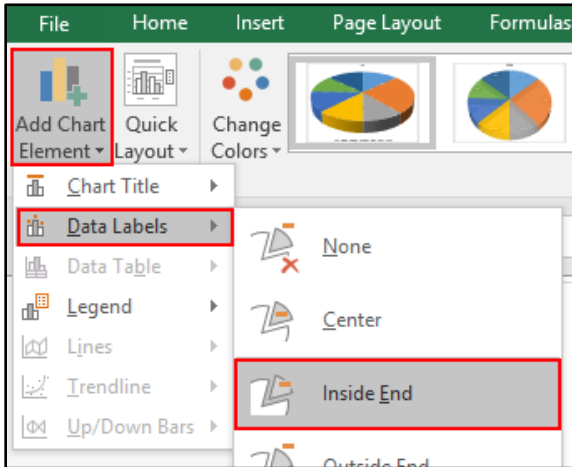 File Home Insert Page Layout Formulas
Add Chart Element
Quick Layout
Change Colors
Chart Title
Data Labels
Data Table
Legend
Lines
Trendline
Up/Down Bars
None
Center
Inside End
Outside End